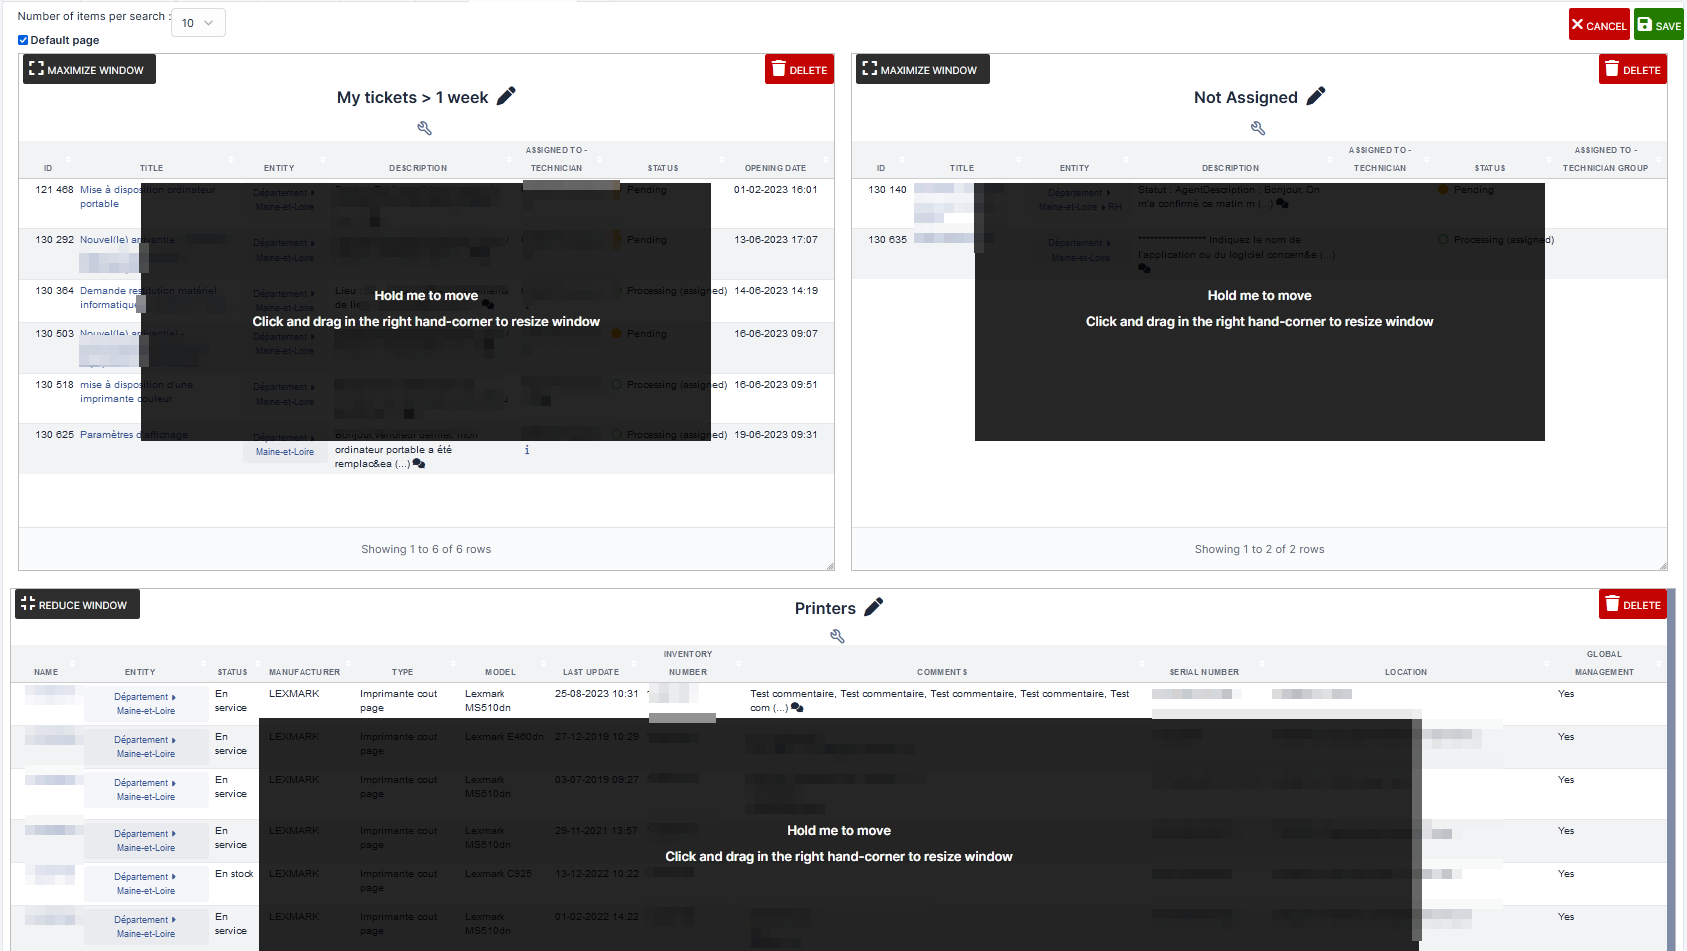 Number of items per search :
10
Default page
CANCEL
SAVE
MAXIMIZE WINDOW
DELETE
My tickets > 1 week
ID
TITLE
ENTITY
DESCRIPTION
ASSIGNED TO -
TECHNICIAN
STATUS
OPENING DATE
121 468
Mise à disposition ordinateur
portable
Département
Maine-et-Loire
Pending
01-02-2023 16:01
130 292
Nouvel(le)
Département
Maine-et-Loire
Pending
13-06-2023 17:07
130 364
Demande restitution matériel
informatique
Département
Maine-et-Loire
Lieu :
de
Processing (assigned)
14-06-2023 14:19
130 503
Nouvel(le)
Département
Maine-et-Loire
Pending
16-06-2023 09:07
130 518
mise à disposition d'une
imprimante couleur
Département
Maine-et-Loire
Processing (assigned)
16-06-2023 09:51
130 625
Paramètres d'affichage
Département
Maine-et-Loire
Bonjour,Vendredi dernier, mon
ordinateur portable a été
remplac&ea (...)
i
Processing (assigned)
19-06-2023 09:31
Hold me to move
Click and drag in the right hand-corner to resize window
Showing 1 to 6 of 6 rows
MAXIMIZE WINDOW
DELETE
Not Assigned
ID
TITLE
ENTITY
DESCRIPTION
ASSIGNED TO -
TECHNICIAN
STATUS
ASSIGNED TO -
TECHNICIAN GROUP
130 140
Département
Maine-et-Loire ▸ RH
Statut : AgentDescription : Bonjour, On
m'a confirmé ce matin m (...)
Pending
130 635
Département
Maine-et-Loire
***************** Indiquez le nom de
l'application ou du logiciel concern&e (...)
Processing (assigned)
Hold me to move
Click and drag in the right hand-corner to resize window
Showing 1 to 2 of 2 rows
REDUCE WINDOW
DELETE
Printers
NAME
ENTITY
STATUS
MANUFACTURER
TYPE
MODEL
LAST UPDATE
INVENTORY
NUMBER
COMMENTS
SERIAL NUMBER
LOCATION
GLOBAL
MANAGEMENT
Département
Maine-et-Loire
En
service
LEXMARK
Imprimante cout
page
Lexmark
MS510dn
25-08-2023 10:31
Test commentaire, Test commentaire, Test commentaire, Test commentaire, Test
com (...)
Yes
Département
Maine-et-Loire
En
service
LEXMARK
Imprimante cout
page
Lexmark E460dn
27-12-2019 10:29
Yes
Département
Maine-et-Loire
En
service
LEXMARK
Imprimante cout
page
Lexmark
MS510dn
03-07-2019 09:27
Yes
Département
Maine-et-Loire
En
service
LEXMARK
Imprimante cout
page
Lexmark
MS510dn
29-11-2021 13:57
Yes
Département
Maine-et-Loire
En stock
LEXMARK
Imprimante cout
page
Lexmark C925
13-12-2022 10:22
Yes
Département
Maine-et-Loire
En
service
LEXMARK
Imprimante cout
page
Lexmark
MS510dn
01-02-2022 14:22
Yes
Hold me to move
Click and drag in the right hand-corner to resize window